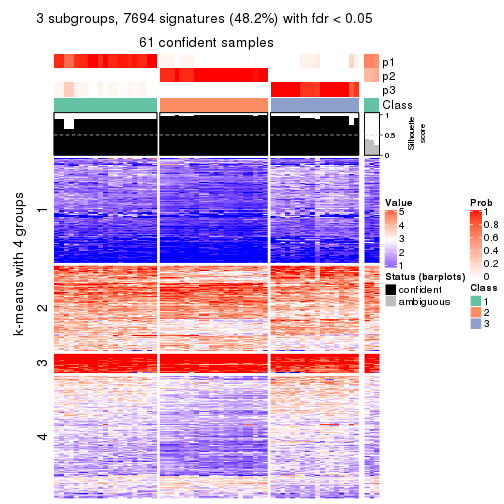 3 subgroups, 7694 signatures (48.2%) with fdr < 0.05
61 confident samples
p1
p2
p3
Class
1
0.5
0
Silhouette
score
k-means with 4 groups
1
2
3
4
Value
5
4
3
2
1
Status (barplots)
confident
ambiguous
Prob
1
0.8
0.6
0.4
0.2
0
Class
1
2
3